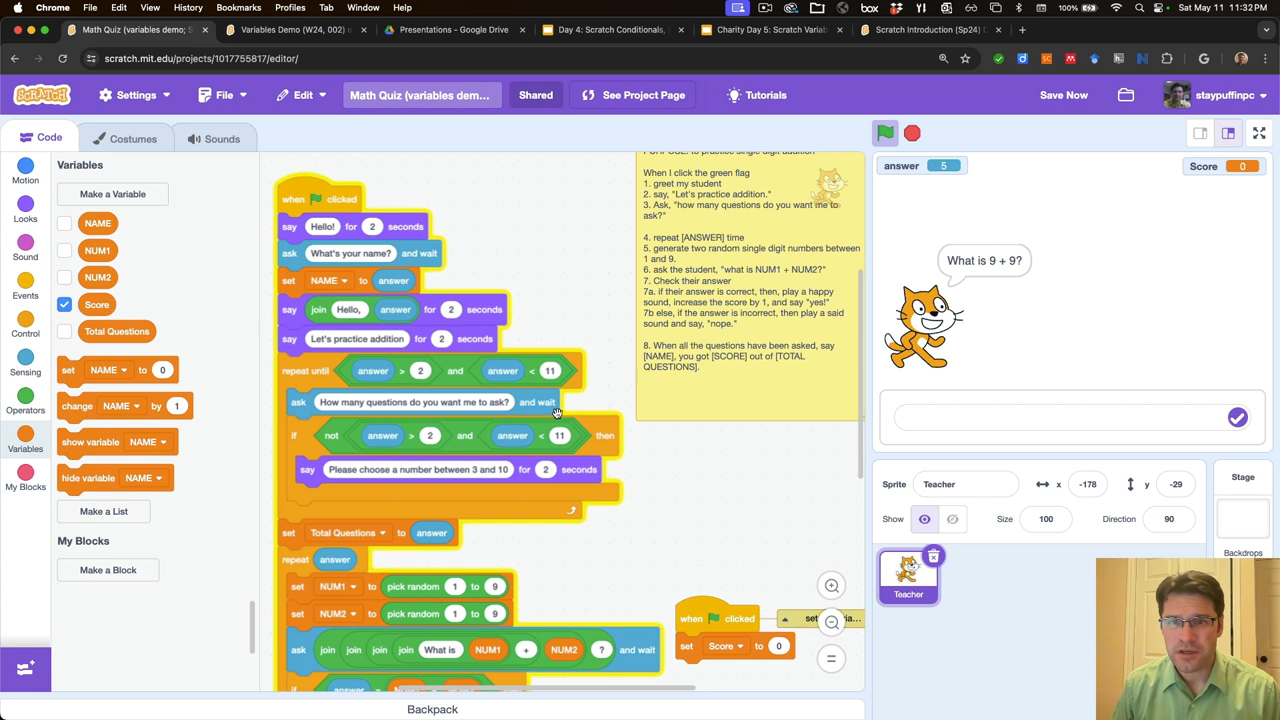 Chrome File Edit View History Bookmarks Profiles Tab Window Help box 100% Sat May 11 11:32 PM
Math Quiz (variables demo; S Variables Demo (W24, 002) e Presentations - Google Drive Day 4: Scratch Conditionals, Charity Day 5: Scratch Variab Scratch Introduction (Sp24)
scratch.mit.edu/projects/1017755817/editor/
SCRATCH Settings File Edit Math Quiz (variables dem... Shared See Project Page Tutorials Save Now staypuffinpc
Code Costumes Sounds
Motion
Looks
Sound
Events
Control
Sensing
Operators
Variables
My Blocks
Variables
Make a Variable
NAME
NUM1
NUM2
Score
Total Questions
set NAME to 0
change NAME by 1
show variable NAME
hide variable NAME
Make a List
My Blocks
Make a Block
when clicked
say Hello! for 2 seconds
ask What's your name? and wait
set NAME to answer
say join Hello, answer for 2 seconds
say Let's practice addition for 2 seconds
repeat until answer > 2 and answer < 11
ask How many questions do you want me to ask? and wait
if not answer > 2 and answer < 11 then
say Please choose a number between 3 and 10 for 2 seconds
set Total Questions to answer
repeat answer
set NUM1 to pick random 1 to 9
set NUM2 to pick random 1 to 9
ask join join join join What is NUM1 + NUM2 ? and wait
if answer =
PURPOSE: to practice single digit addition
When I click the green flag
1. greet my student
2. say, "Let's practice addition."
3. Ask, "how many questions do you want me to
ask?"
4. repeat [ANSWER] time
5. generate two random single digit numbers between
1 and 9.
6. ask the student, "what is NUM1 + NUM2?"
7. Check their answer
7a. if their answer is correct, then, play a happy
sound, increase the score by 1, and say "yes!"
7b else, if the answer is incorrect, then play a said
sound and say, "nope."
8. When all the questions have been asked, say
[NAME], you got [SCORE] out of [TOTAL
QUESTIONS].
when clicked
set Score to 0
answer 5
Score 0
What is 9 + 9?
Sprite Teacher x -178 y -29
Show Size 100 Direction 90
Teacher
Stage
Backdrops
Backpack